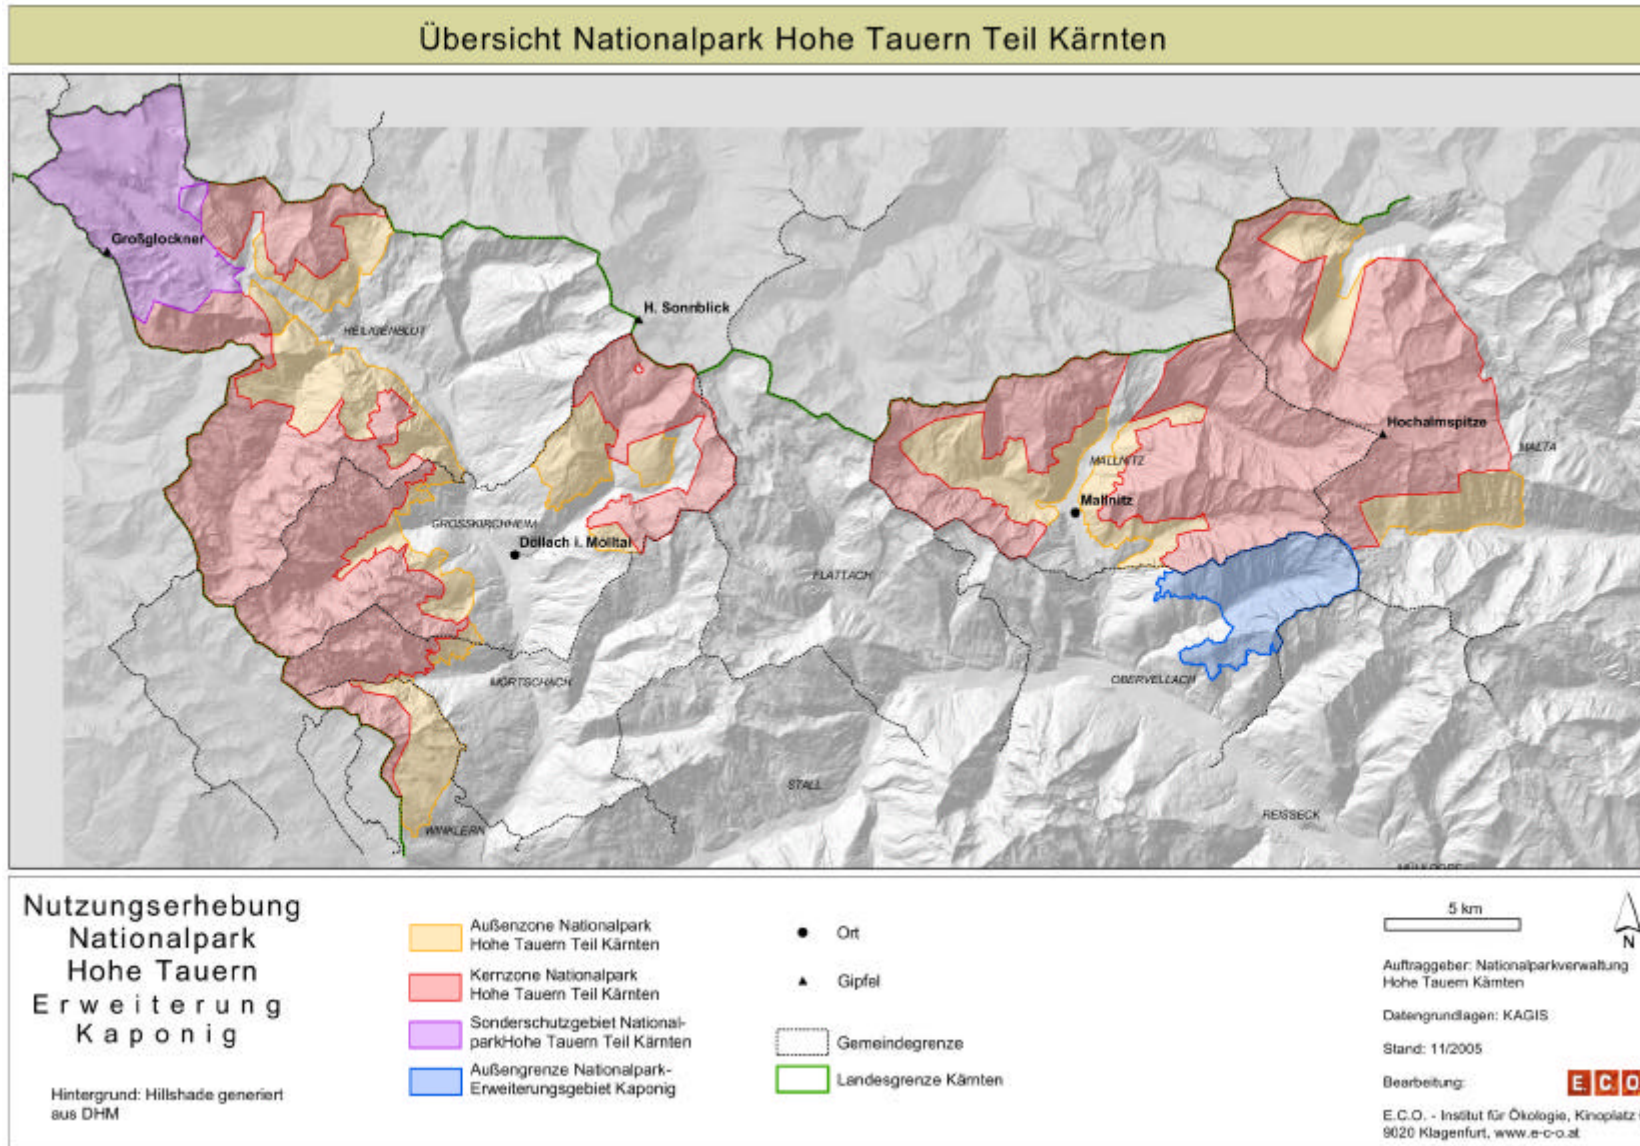 Übersicht Nationalpark Hohe Tauern Teil Kärnten
Großglockner
H. Sonnblick
HEILIGENBLUT
Hochalmspitze
MALTA
MALLNITZ
Mallnitz
GROSSKIRCHHEIM
Döllach i. Mölltal
FLATTACH
OBERVELLACH
MÖRTSCHACH
STALL
REISSECK
WINKLERN
Nutzungserhebung
Nationalpark
Hohe Tauern
Erweiterung
Kaponig
Hintergrund: Hillshade generiert
aus DHM
Außenzone Nationalpark
Hohe Tauern Teil Kärnten
Kernzone Nationalpark
Hohe Tauern Teil Kärnten
Sonderschutzgebiet National-
parkHohe Tauern Teil Kärnten
Außengrenze Nationalpark-
Erweiterungsgebiet Kaponig
Ort
Gipfel
Gemeindegrenze
Landesgrenze Kärnten
5 km
N
Auftraggeber: Nationalparkverwaltung
Hohe Tauern Kärnten
Datengrundlagen: KAGIS
Stand: 11/2005
Bearbeitung:
E.C.O
E.C.O. - Institut für Ökologie, Kinoplatz
9020 Klagenfurt, www.e-c-o.at